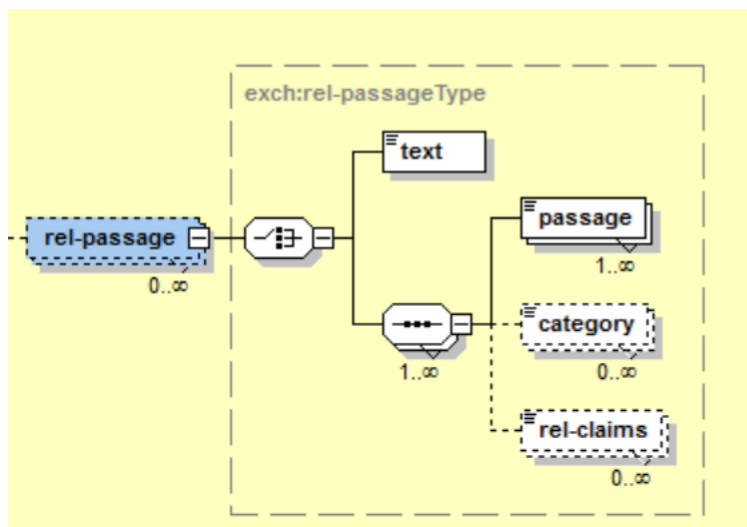 exch:rel-passageType
text
rel-passage
0..∞
passage
1..∞
1..∞
category
0..∞
rel-claims
0..∞